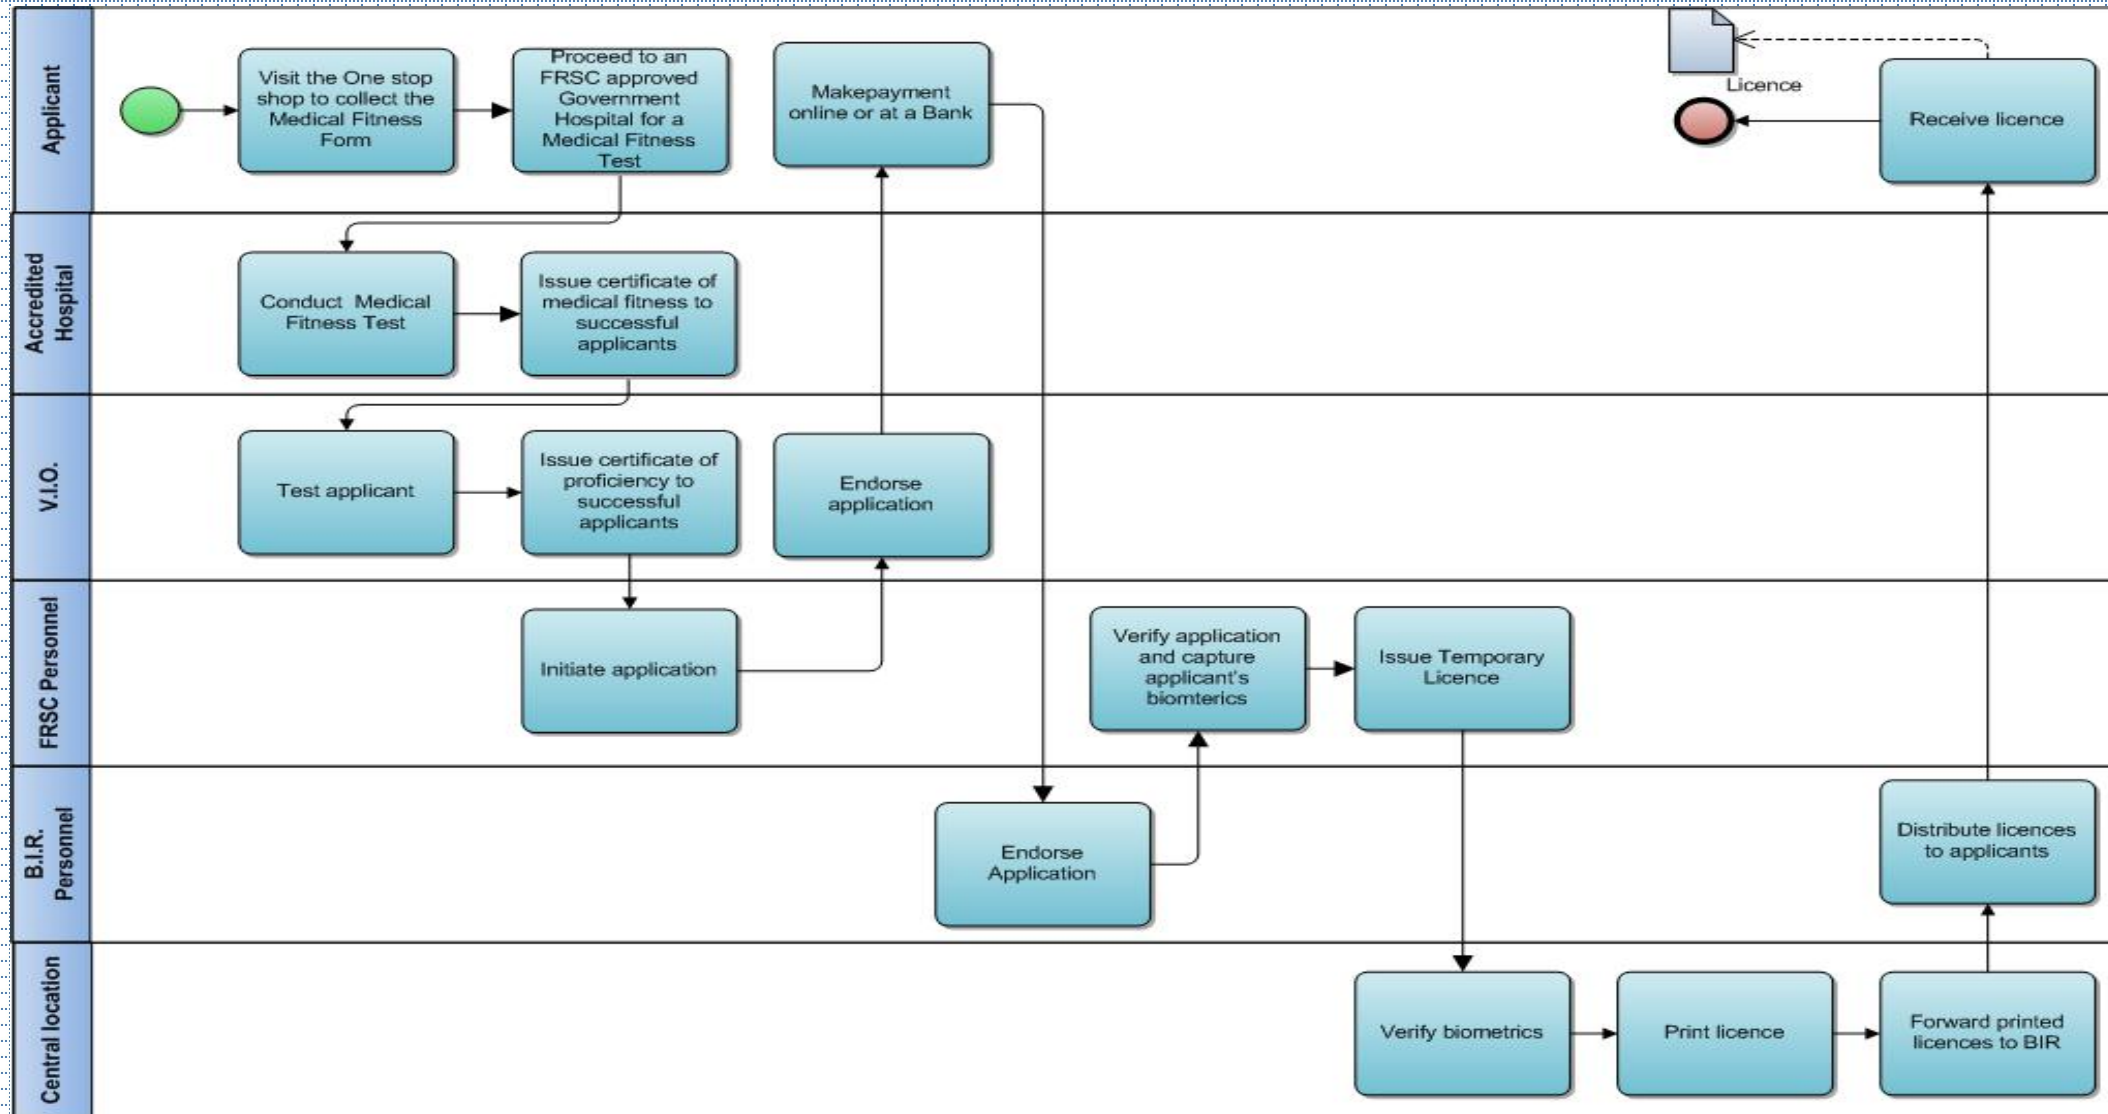 Applicant
Visit the One stop
shop to collect the
Medical Fitness
Form
Proceed to an
FRSC approved
Government
Hospital for a
Medical Fitness
Test
Makepayment
online or at a Bank
Licence
Receive licence
Accredited
Hospital
Conduct Medical
Fitness Test
Issue certificate of
medical fitness to
successful
applicants
V.I.O.
Test applicant
Issue certificate of
proficiency to
successful
applicants
Endorse
application
FRSC Personnel
Initiate application
Verify application
and capture
applicant's
biomterics
Issue Temporary
Licence
B.I.R.
Personnel
Endorse
Application
Distribute licences
to applicants
Central location
Verify biometrics
Print licence
Forward printed
licences to BIR